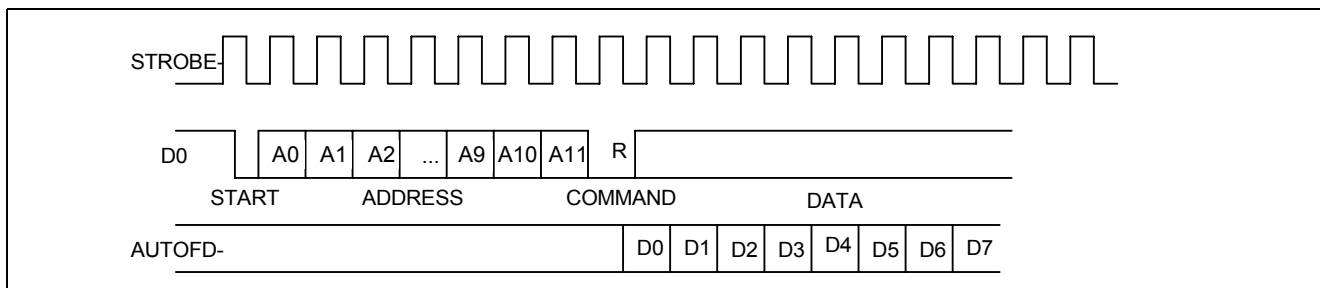 STROBE-
D0 A0 A1 A2 ... A9 A10 A11 R
START ADDRESS COMMAND DATA
AUTOFD- D0 D1 D2 D3 D4 D5 D6 D7